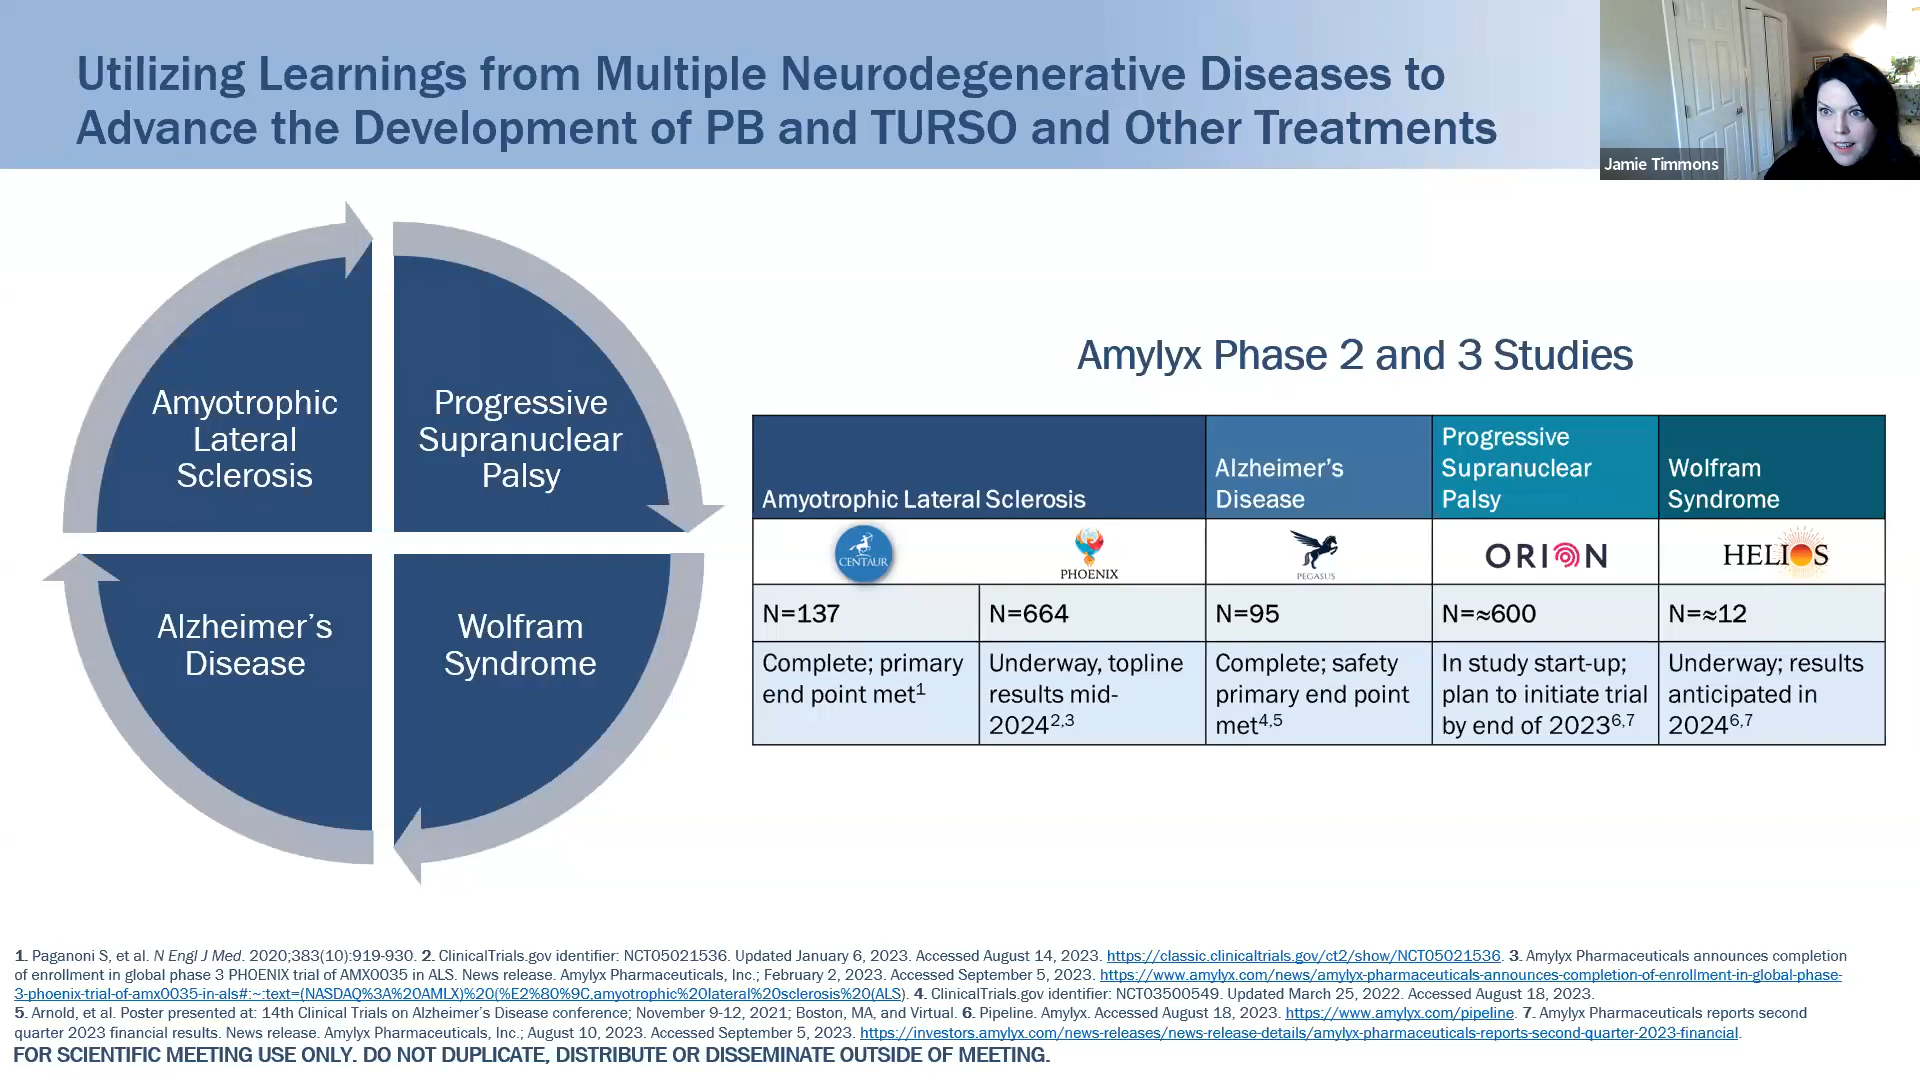 Utilizing Learnings from Multiple Neurodegenerative Diseases to
Advance the Development of PB and TURSO and Other Treatments
Jamie Timmons
Amyotrophic
Lateral
Sclerosis
Progressive
Supranuclear
Palsy
Alzheimer's
Disease
Wolfram
Syndrome
Amylyx Phase 2 and 3 Studies
Amyotrophic Lateral Sclerosis
Alzheimer's
Disease
Progressive
Supranuclear
Palsy
Wolfram
Syndrome
CENTAUR
PHOENIX
PEGASUS
ORION
HELIOS
N=137
N=664
N=95
N=≈600
N=≈12
Complete; primary
end point met1
Underway, topline
results mid-
20242,3
Complete; safety
primary end point
met4,5
In study start-up;
plan to initiate trial
by end of 20236,7
Underway; results
anticipated in
20246,7
1. Paganoni S, et al. N Engl J Med. 2020;383(10):919-930. 2. ClinicalTrials.gov identifier: NCT05021536. Updated January 6, 2023. Accessed August 14, 2023. https://classic.clinicaltrials.gov/ct2/show/NCT05021536. 3. Amylyx Pharmaceuticals announces completion
of enrollment in global phase 3 PHOENIX trial of AMX0035 in ALS. News release. Amylyx Pharmaceuticals, Inc.; February 2, 2023. Accessed September 5, 2023. https://www.amylyx.com/news/amylyx-pharmaceuticals-announces-completion-of-enrollment-in-global-phase-
3-phoenix-trial-of-amx0035-in-als#:~:text=(NASDAQ%3A%20AMLX)%20(%E2%80%9C,amyotrophic%20lateral%20sclerosis%20(ALS). 4. ClinicalTrials.gov identifier: NCT03500549. Updated March 25, 2022. Accessed August 18, 2023.
5. Arnold, et al. Poster presented at: 14th Clinical Trials on Alzheimer's Disease conference; November 9-12, 2021; Boston, MA, and Virtual. 6. Pipeline. Amylyx. Accessed August 18, 2023. https://www.amylyx.com/pipeline. 7. Amylyx Pharmaceuticals reports second
quarter 2023 financial results. News release. Amylyx Pharmaceuticals, Inc.; August 10, 2023. Accessed September 5, 2023. https://investors.amylyx.com/news-releases/news-release-details/amylyx-pharmaceuticals-reports-second-quarter-2023-financial.
FOR SCIENTIFIC MEETING USE ONLY. DO NOT DUPLICATE, DISTRIBUTE OR DISSEMINATE OUTSIDE OF MEETING.